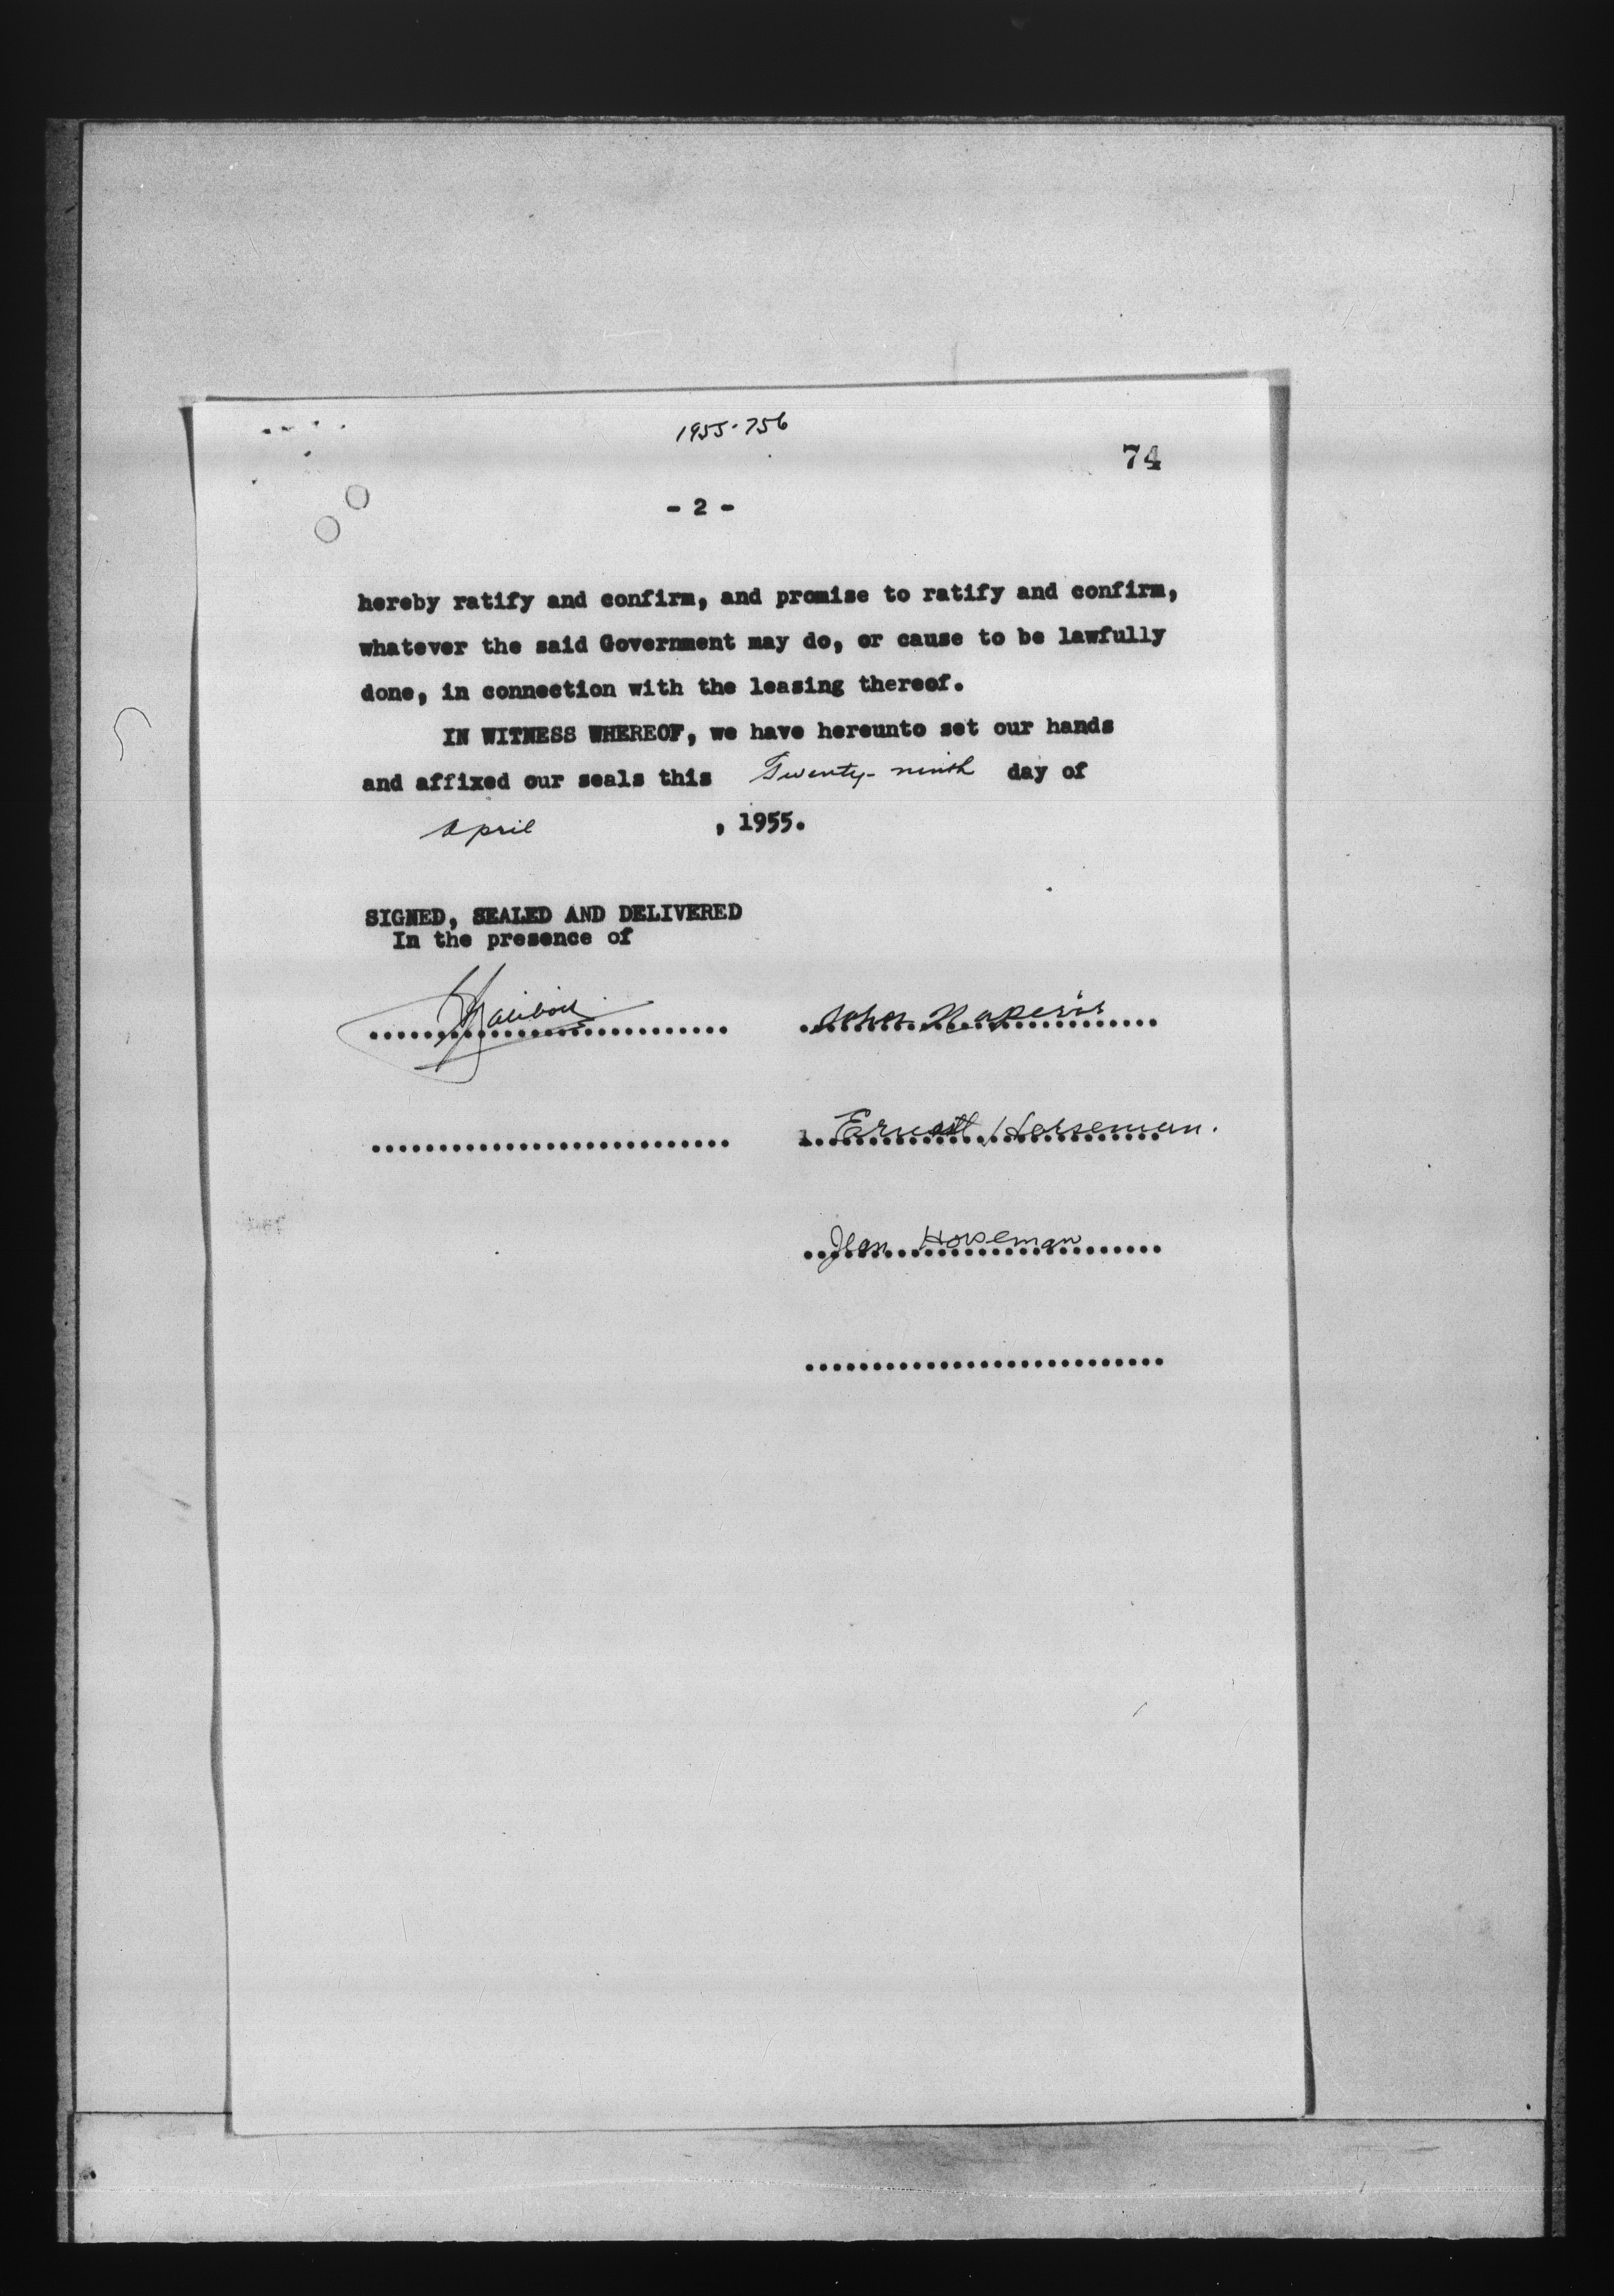 1955-756
74
- 2 -
hereby ratify and confirm, and promise to ratify and confirm,
whatever the said Government may do, or cause to be lawfully
done, in connection with the leasing thereof.
IN WITNESS WHEREOF, we have hereunto set our hands
and affixed our seals this Twenty-ninth day of
April , 1955.
SIGNED, SEALED AND DELIVERED
In the presence of
John
Ernest Horseman.
Jean Horseman